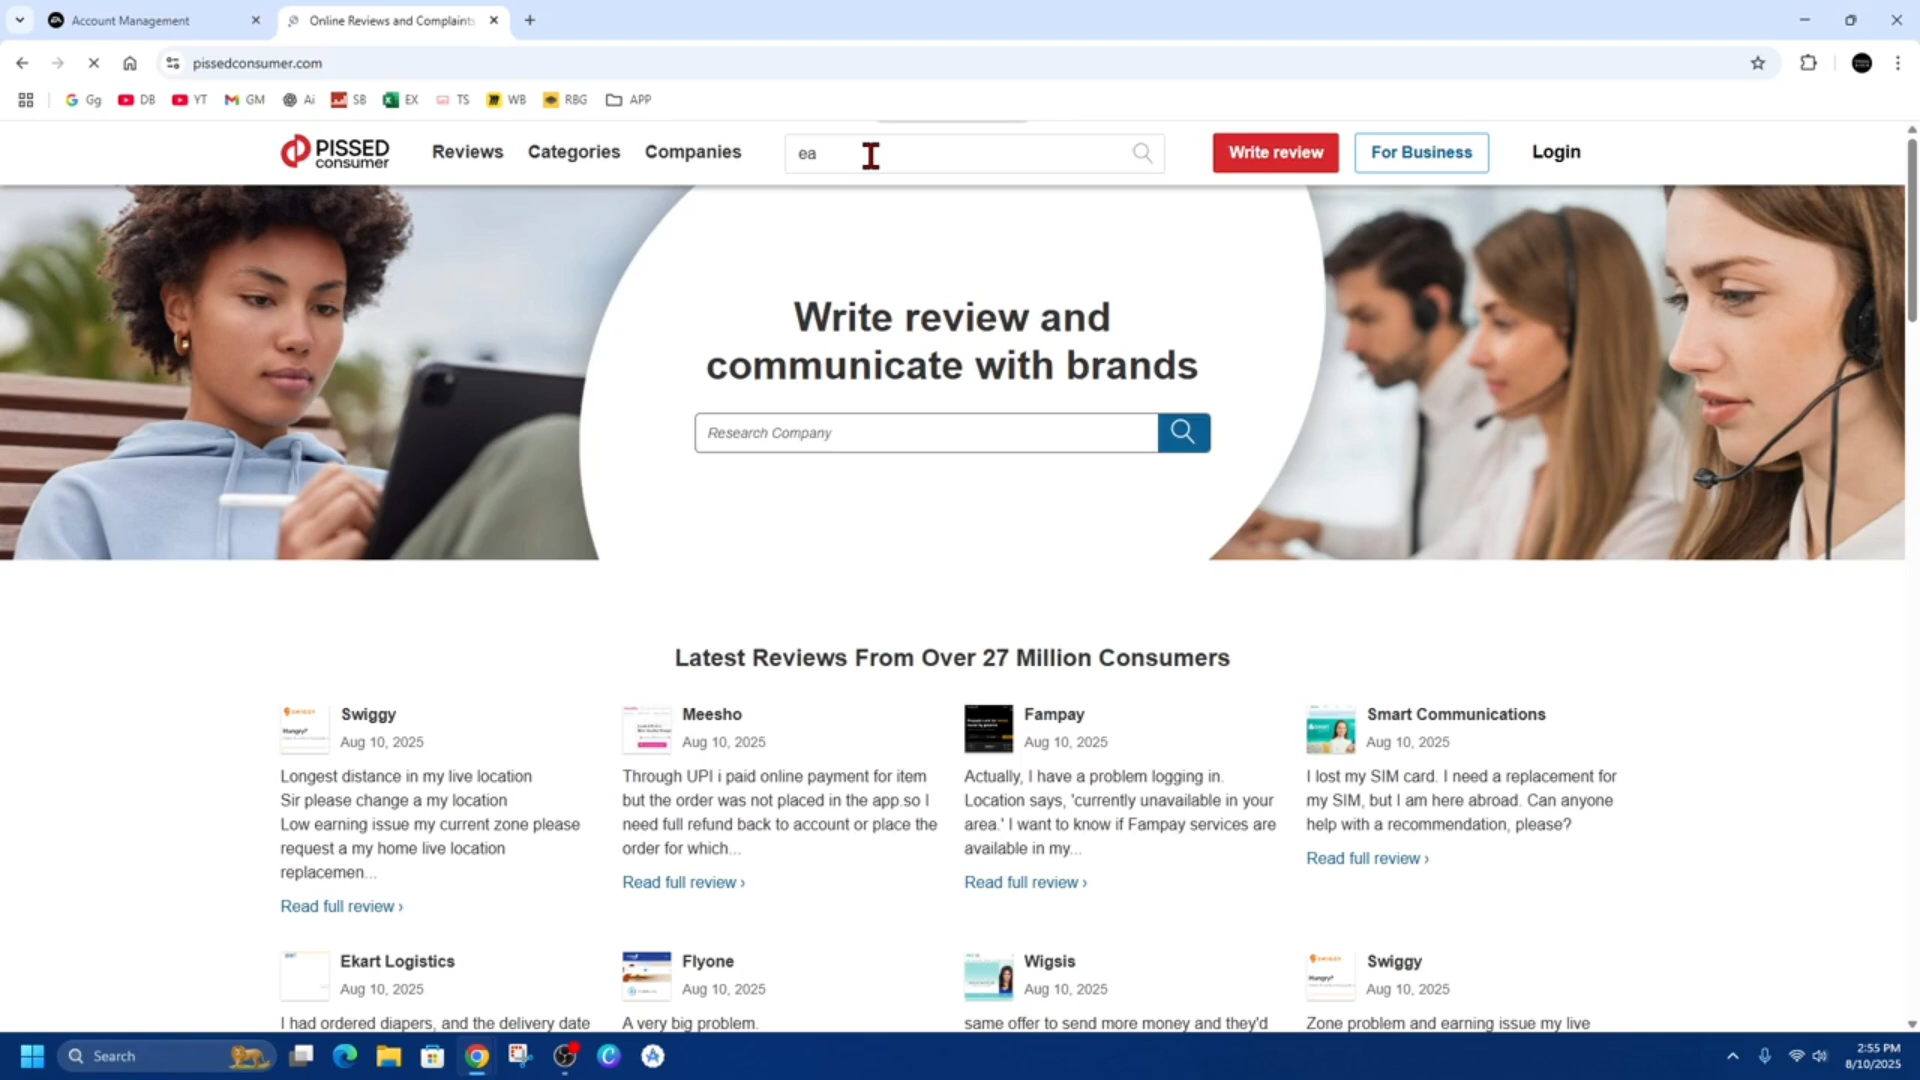 Account Management
Online Reviews and Complaints
pissedconsumer.com
Gg
DB
YT
GM
Ai
SB
EX
TS
WB
RBG
APP
PISSED
consumer
Reviews
Categories
Companies
ea
Write review
For Business
Login
Write review and
communicate with brands
Research Company
Latest Reviews From Over 27 Million Consumers
Swiggy
Aug 10, 2025
Longest distance in my live location
Sir please change a my location
Low earning issue my current zone please
request a my home live location
replacemen...
Read full review ›
Meesho
Aug 10, 2025
Through UPI i paid online payment for item
but the order was not placed in the app.so I
need full refund back to account or place the
order for which...
Read full review ›
Fampay
Aug 10, 2025
Actually, I have a problem logging in.
Location says, 'currently unavailable in your
area.' I want to know if Fampay services are
available in my...
Read full review ›
Smart Communications
Aug 10, 2025
I lost my SIM card. I need a replacement for
my SIM, but I am here abroad. Can anyone
help with a recommendation, please?
Read full review ›
Ekart Logistics
Aug 10, 2025
I had ordered diapers, and the delivery date
Flyone
Aug 10, 2025
A very big problem.
Wigsis
Aug 10, 2025
same offer to send more money and they'd
Swiggy
Aug 10, 2025
Zone problem and earning issue my live
Search
2:55 PM
8/10/2025